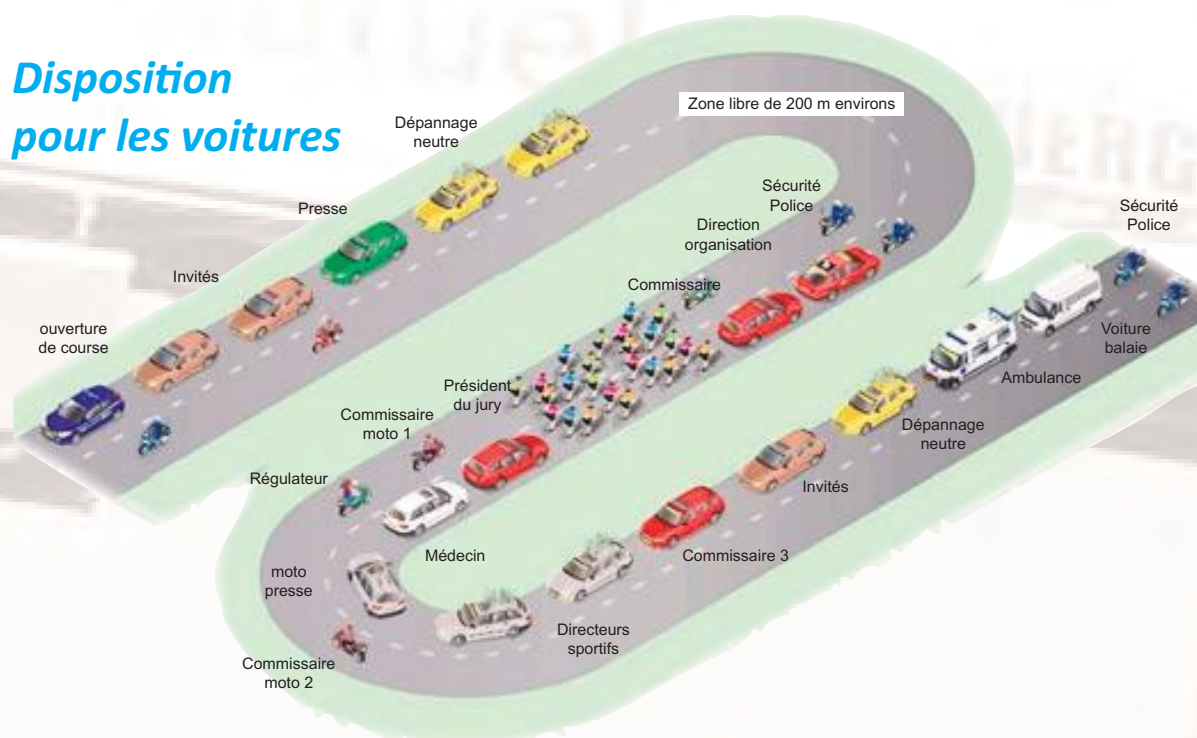 Disposition
pour les voitures
Dépannage
neutre
Zone libre de 200 m environs
Presse
Invités
ouverture
de course
Sécurité
Police
Direction
organisation
Commissaire
Sécurité
Police
Président
du jury
Commissaire
moto 1
Régulateur
Médecin
moto
presse
Commissaire
moto 2
Directeurs
sportifs
Commissaire 3
Invités
Dépannage
neutre
Ambulance
Voiture
balaie